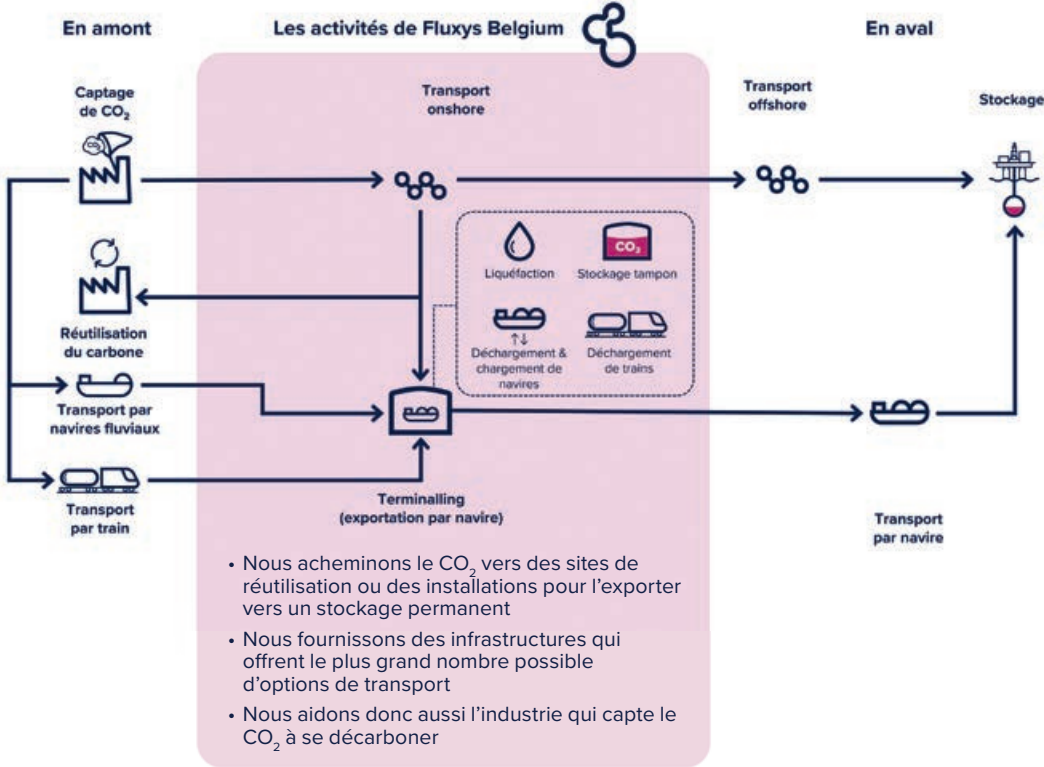 En amont
Les activités de Fluxys Belgium
En aval
Captage
de CO₂
CO₂
Transport
onshore
Transport
offshore
Stockage
Liquéfaction
CO₂
Stockage tampon
Réutilisation
du carbone
Déchargement &
chargement de
navires
Déchargement
de trains
Transport par
navires fluviaux
Transport
par train
Terminalling
(exportation par navire)
Transport
par navire
• Nous acheminons le CO₂ vers des sites de
réutilisation ou des installations pour l’exporter
vers un stockage permanent
• Nous fournissons des infrastructures qui
offrent le plus grand nombre possible
d’options de transport
• Nous aidons donc aussi l’industrie qui capte le
CO₂ à se décarboner